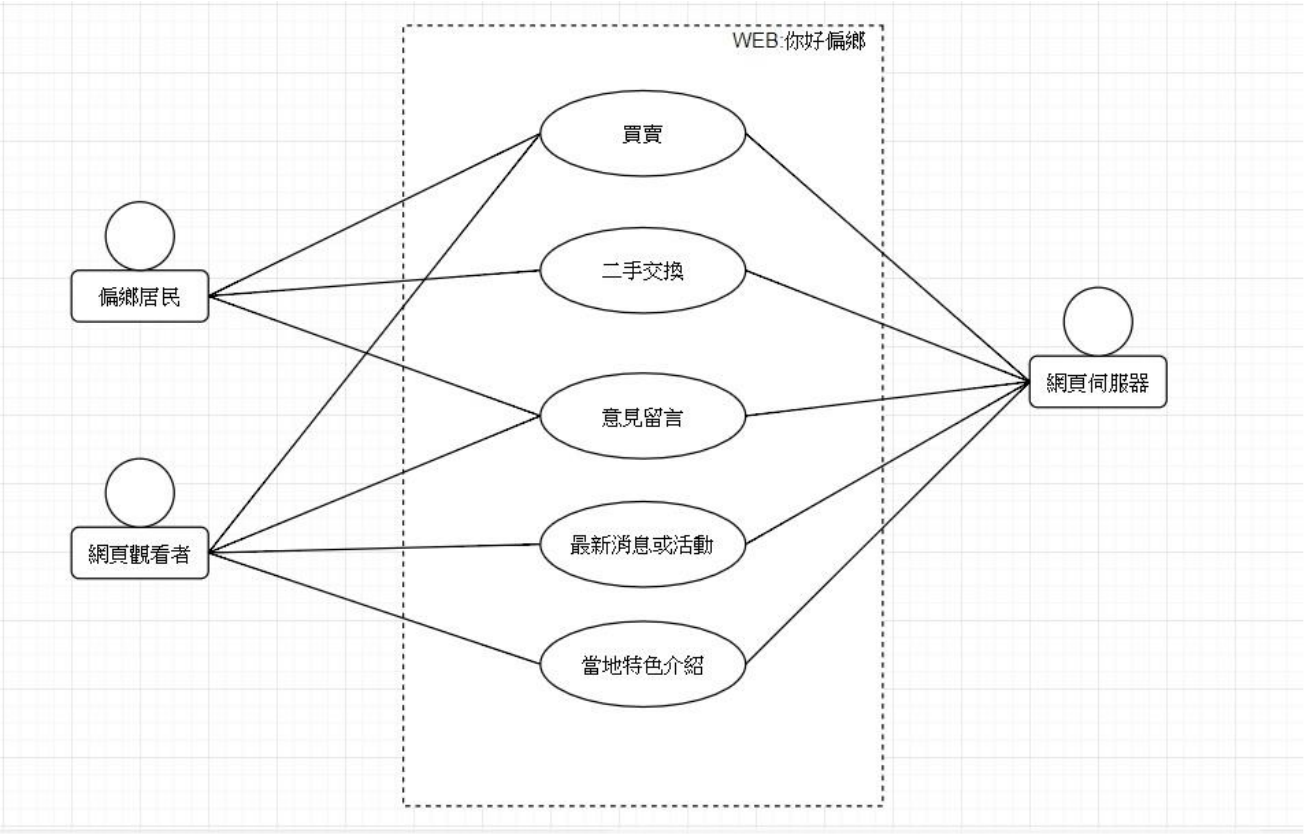 WEB:你好偏鄉
買賣
二手交換
偏鄉居民
網頁伺服器
意見留言
網頁觀看者
最新消息或活動
當地特色介紹